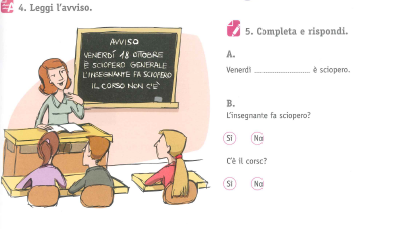 4. Leggi l'avviso.
AVVISO
VENERDÌ 18 OTTOBRE
È SCIOPERO GENERALE
L'INSEGNANTE FA SCIOPERO
IL CORSO NON C'È
5. Completa e rispondi.
A.
Venerdì ........................ è sciopero.
B.
L'insegnante fa sciopero?
Sì No
C'è il corso?
Sì No